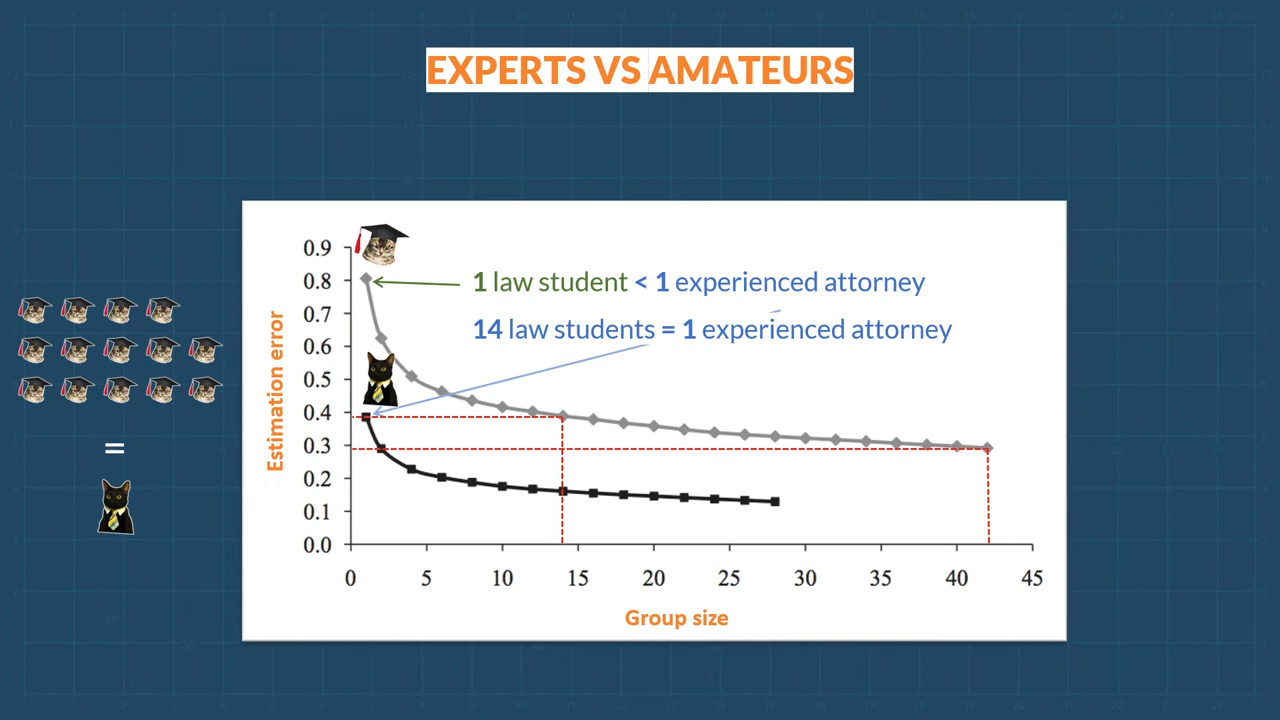 EXPERTS VS AMATEURS
0.9
0.8
1 law student < 1 experienced attorney
0.7
14 law students = 1 experienced attorney
0.6
0.5
0.4
0.3
0.2
0.1
0.0
Estimation error
=
0 5 10 15 20 25 30 35 40 45
Group size